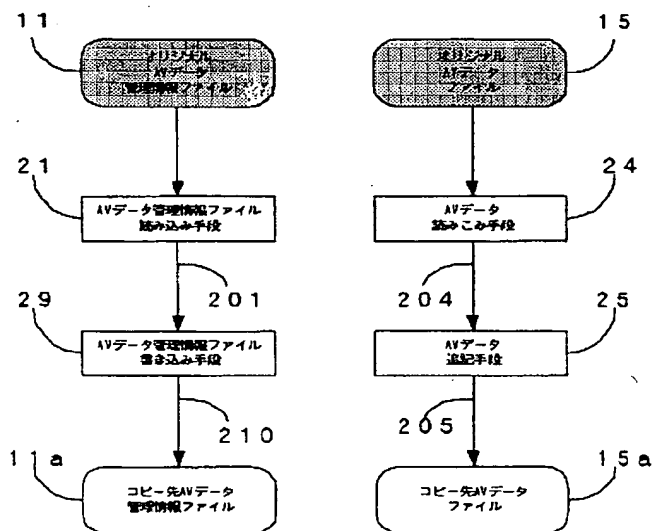 11
オリジナル
AVデータ
管理情報ファイル
15
オリジナル
AVデータ
ファイル
21
AVデータ管理情報ファイル
読み込み手段
24
AVデータ
読みこみ手段
201
204
29
AVデータ管理情報ファイル
書き込み手段
25
AVデータ
追記手段
210
205
11a
コピー先AVデータ
管理情報ファイル
15a
コピー先AVデータ
ファイル